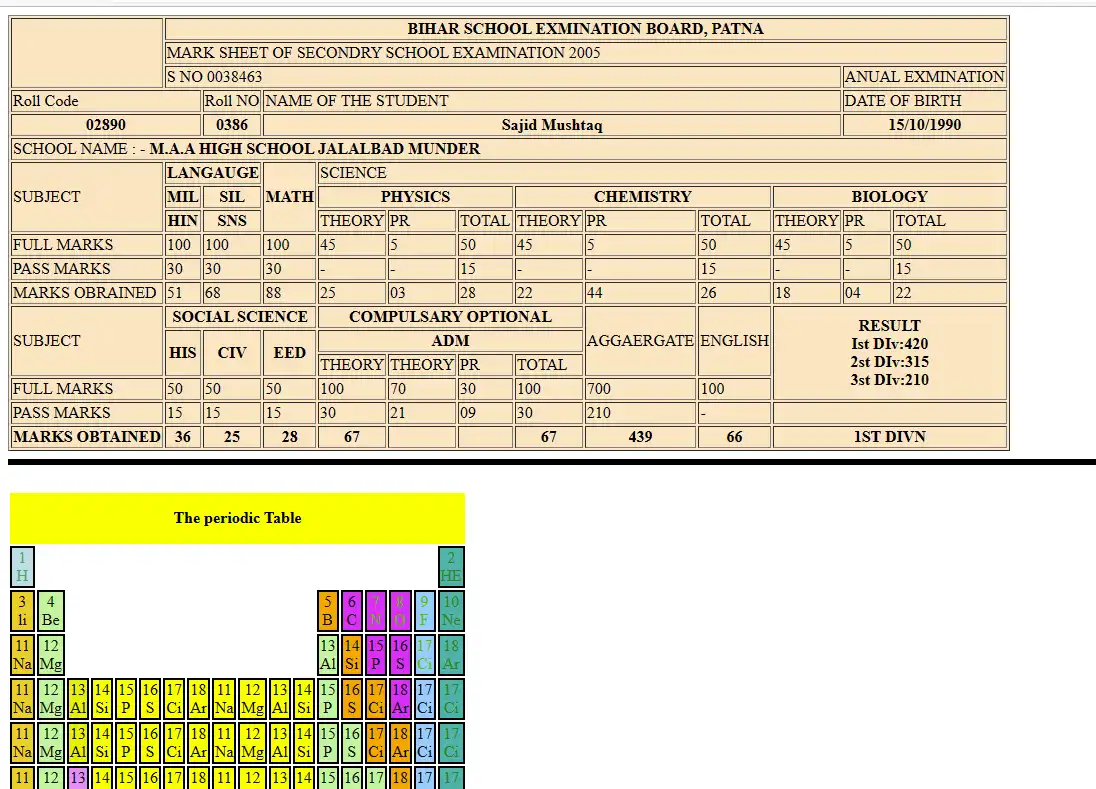 BIHAR SCHOOL EXMINATION BOARD, PATNA
MARK SHEET OF SECONDRY SCHOOL EXAMINATION 2005
S NO 0038463 ANUAL EXMINATION
Roll Code Roll NO NAME OF THE STUDENT DATE OF BIRTH
02890 0386 Sajid Mushtaq 15/10/1990
SCHOOL NAME : - M.A.A HIGH SCHOOL JALALBAD MUNDER
SUBJECT LANGAUGE MATH SCIENCE
MIL SIL PHYSICS CHEMISTRY BIOLOGY
HIN SNS THEORY PR TOTAL THEORY PR TOTAL THEORY PR TOTAL
FULL MARKS 100 100 100 45 5 50 45 5 50 45 5 50
PASS MARKS 30 30 30 - - 15 - - 15 - - 15
MARKS OBRAINED 51 68 88 25 03 28 22 44 26 18 04 22
SUBJECT SOCIAL SCIENCE COMPULSARY OPTIONAL AGGAERGATE ENGLISH RESULT
Ist DIv:420
2st DIv:315
3st DIv:210
HIS CIV EED ADM
THEORY THEORY PR TOTAL
FULL MARKS 50 50 50 100 70 30 100 700 100
PASS MARKS 15 15 15 30 21 09 30 210 -
MARKS OBTAINED 36 25 28 67 67 439 66 1ST DIVN
The periodic Table
1 2
H HE
3 4 5 6 7 8 9 10
li Be B C N O F Ne
11 12 13 14 15 16 17 18
Na Mg Al Si P S Ci Ar
11 12 13 14 15 16 17 18 11 12 13 14 15 16 17 18 17 17
Na Mg Al Si P S Ci Ar Na Mg Al Si P S Ci Ar Ci Ci
11 12 13 14 15 16 17 18 11 12 13 14 15 16 17 18 17 17
Na Mg Al Si P S Ci Ar Na Mg Al Si P S Ci Ar Ci Ci
11 12 13 14 15 16 17 18 11 12 13 14 15 16 17 18 17 17